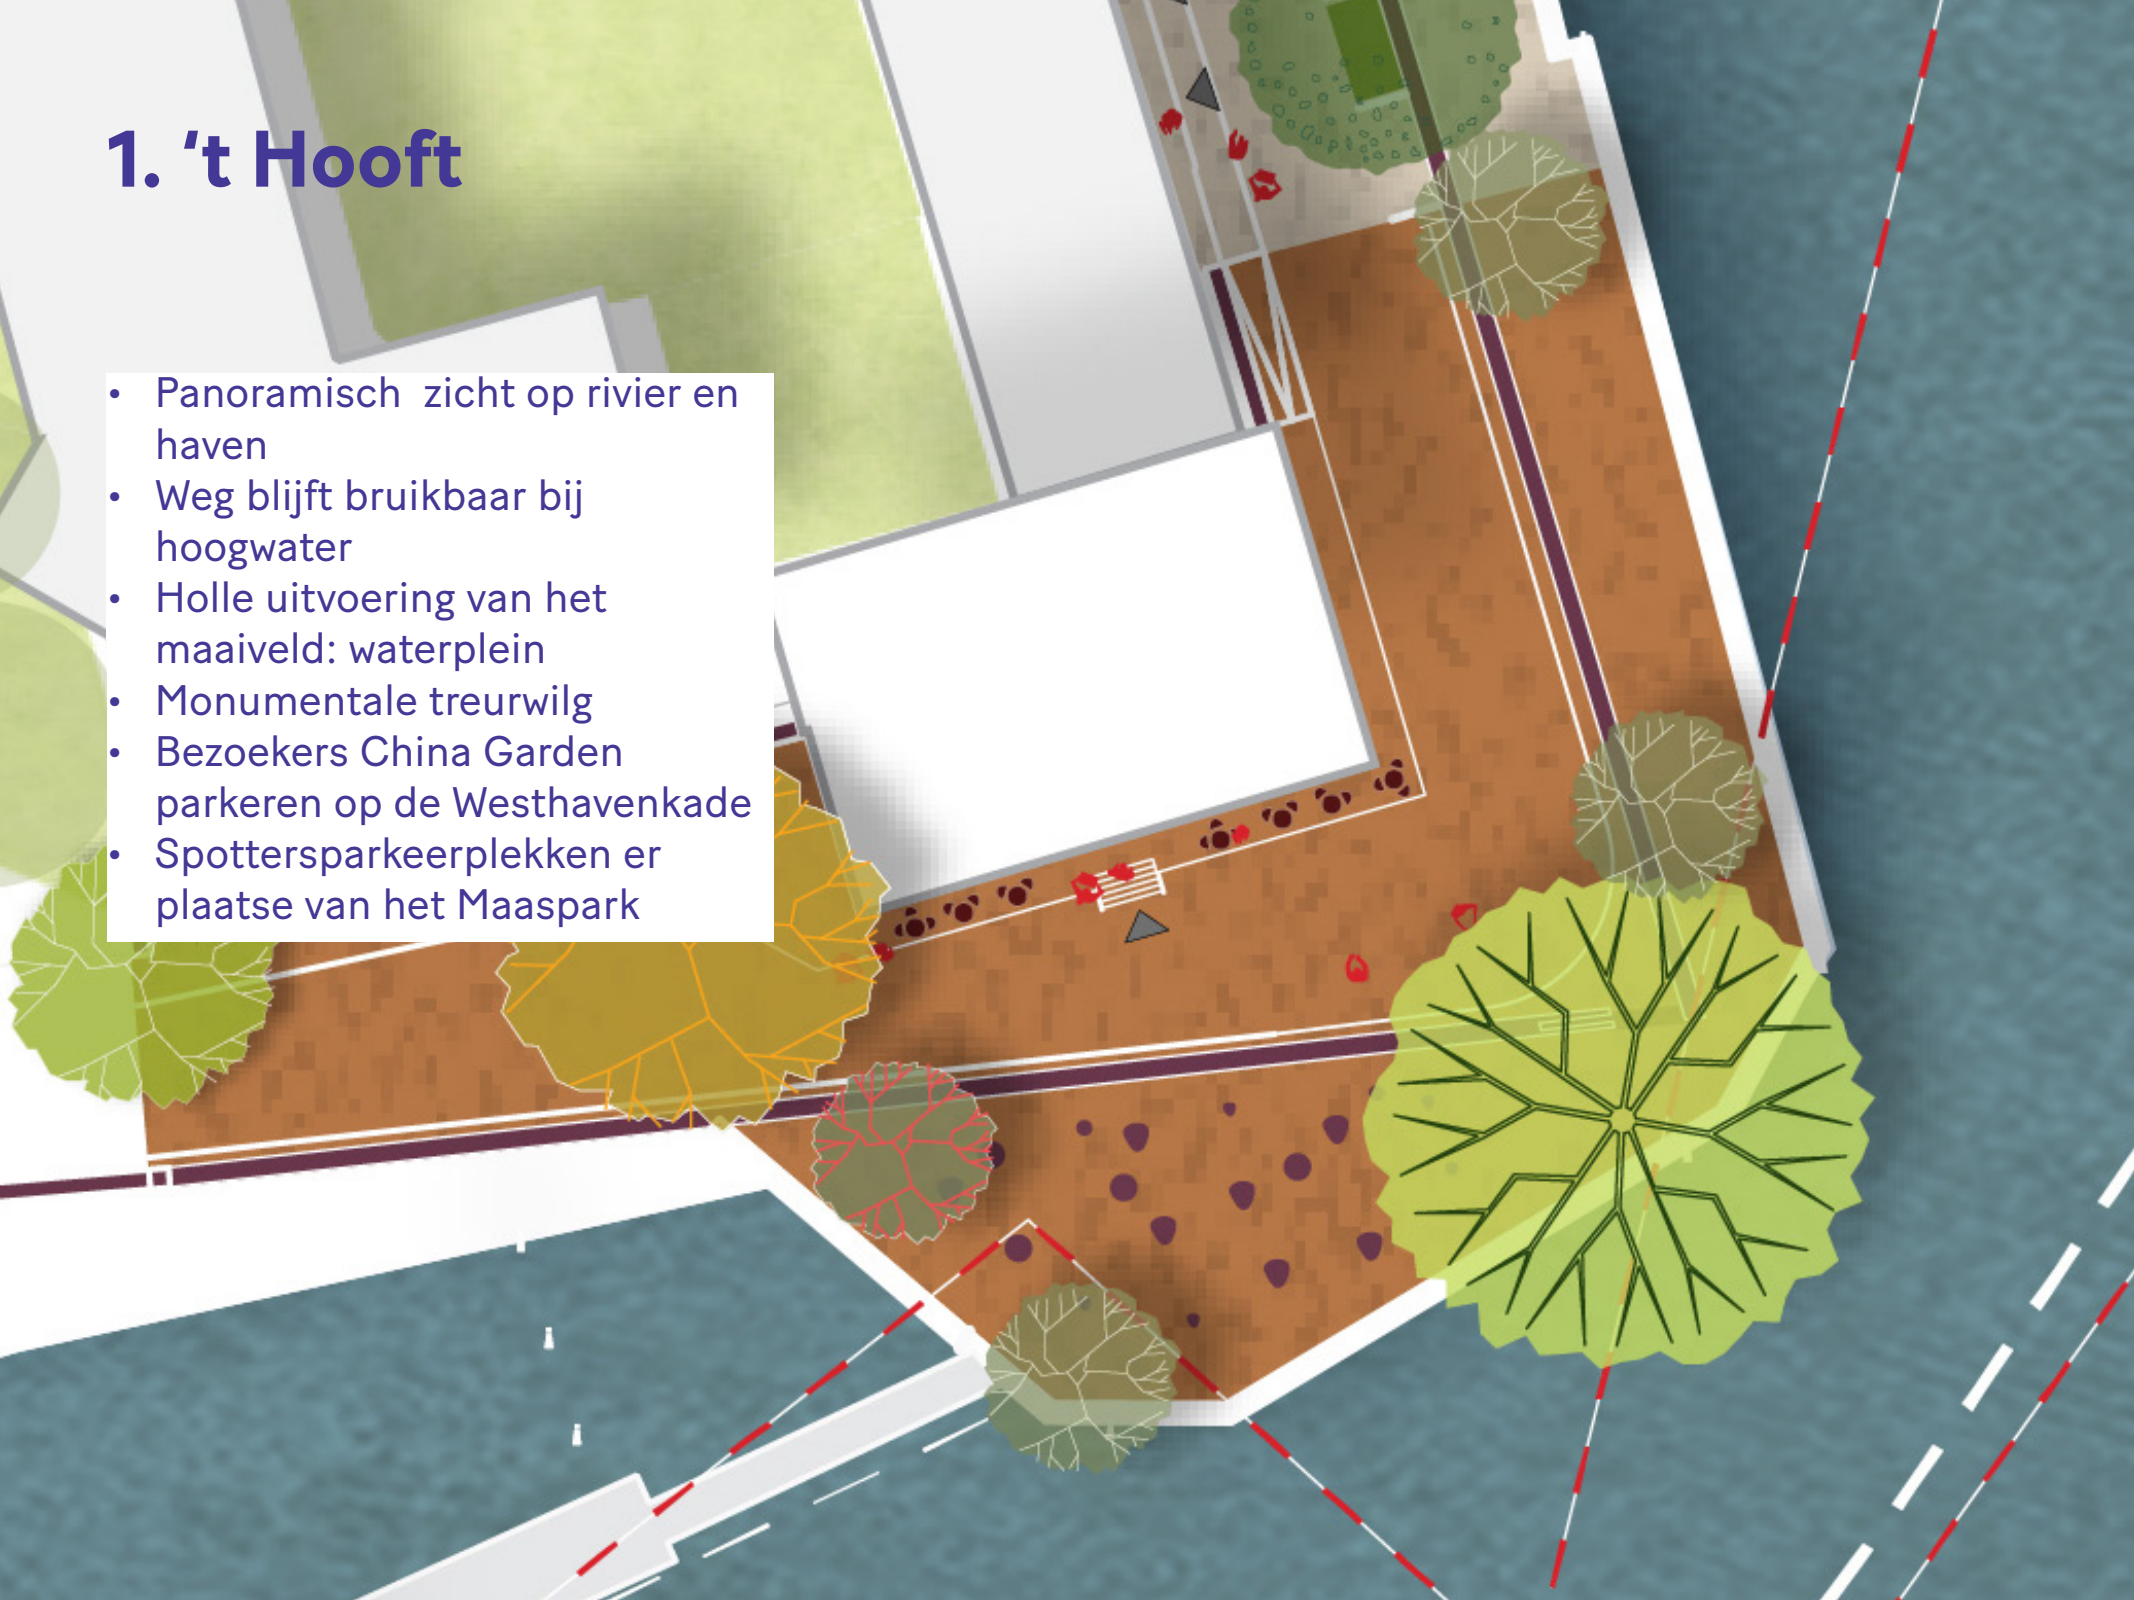 1. ‘t Hooft
• Panoramisch  zicht op rivier en
haven
• Weg blijft bruikbaar bij
hoogwater
• Holle uitvoering van het
maaiveld: waterplein
• Monumentale treurwilg
• Bezoekers China Garden
parkeren op de Westhavenkade
• Spottersparkeerplekken er
plaatse van het Maaspark